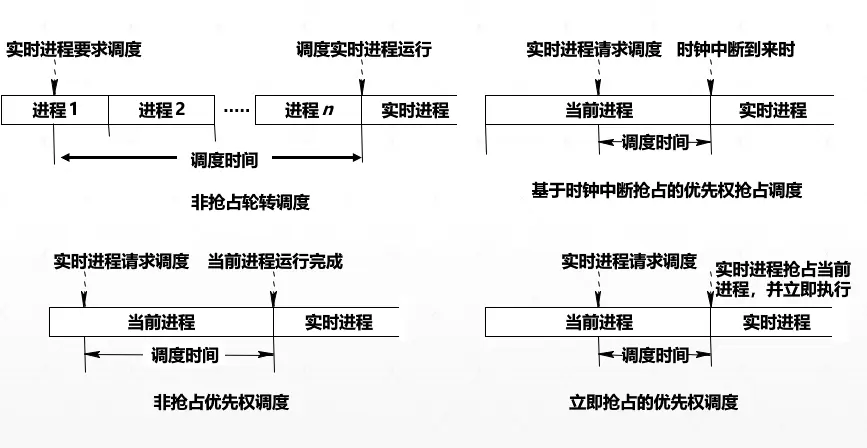 实时进程要求调度
调度实时进程运行
进程1
进程2
.....
进程n
实时进程
调度时间
非抢占轮转调度
实时进程请求调度
时钟中断到来时
当前进程
实时进程
调度时间
基于时钟中断抢占的优先权抢占调度
实时进程请求调度
当前进程运行完成
当前进程
实时进程
调度时间
非抢占优先权调度
实时进程请求调度
实时进程抢占当前
进程，并立即执行
当前进程
实时进程
调度时间
立即抢占的优先权调度